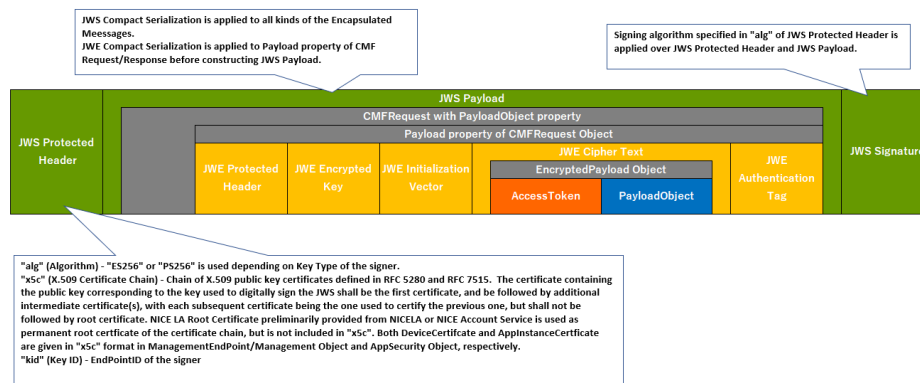 JWS Compact Serialization is applied to all kinds of the Encapsulated
Meessages.
JWE Compact Serialization is applied to Payload property of CMF
Request/Response before constructing JWS Payload.
Signing algorithm specified in "alg" of JWS Protected Header is
applied over JWS Protected Header and JWS Payload.
JWS Protected
Header
JWS Payload
CMFRequest with PayloadObject property
Payload property of CMFRequest Object
JWE Protected
Header
JWE Encrypted
Key
JWE Initialization
Vector
JWE Cipher Text
EncryptedPayload Object
AccessToken
PayloadObject
JWE
Authentication
Tag
JWS Signature
"alg" (Algorithm) - "ES256" or "PS256" is used depending on Key Type of the signer.
"x5c" (X.509 Certificate Chain) - Chain of X.509 public key certificates defined in RFC 5280 and RFC 7515. The certificate containing
the public key corresponding to the key used to digitally sign the JWS shall be the first certificate, and be followed by additional
intermediate certificate(s), with each subsequent certificate being the one used to certify the previous one, but shall not be
followed by root certificate. NICE LA Root Certificate preliminarily provided from NICELA or NICE Account Service is used as
permanent root certficate of the certificate chain, but is not included in "x5c". Both DeviceCertifcate and AppInstanceCertficate
are given in "x5c" format in ManagementEndPoint/Management Object and AppSecurity Object, respectively.
"kid" (Key ID) - EndPointID of the signer